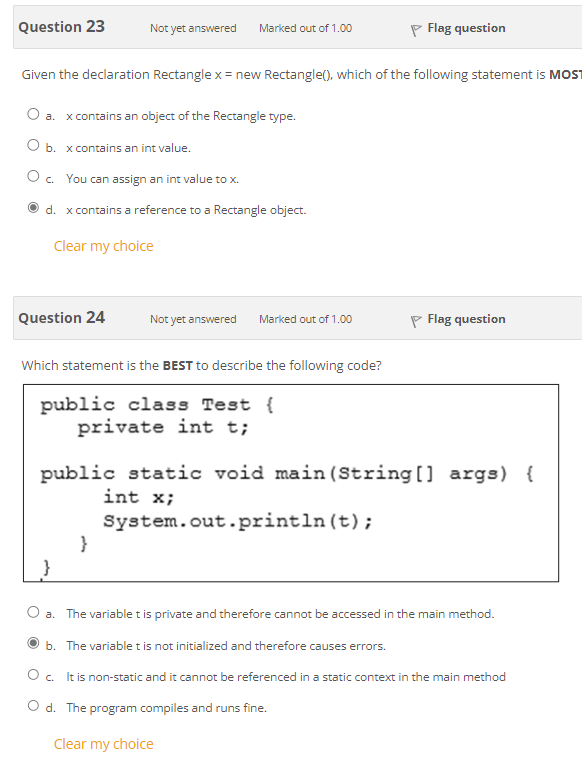 Question 23 Not yet answered Marked out of 1.00 Flag question
Given the declaration Rectangle x = new Rectangle(), which of the following statement is MOST
a. x contains an object of the Rectangle type.
b. x contains an int value.
c. You can assign an int value to x.
d. x contains a reference to a Rectangle object.
Clear my choice
Question 24 Not yet answered Marked out of 1.00 Flag question
Which statement is the BEST to describe the following code?
public class Test {
private int t;
public static void main(String[] args) {
int x;
System.out.println(t);
}
}
a. The variable t is private and therefore cannot be accessed in the main method.
b. The variable t is not initialized and therefore causes errors.
c. It is non-static and it cannot be referenced in a static context in the main method
d. The program compiles and runs fine.
Clear my choice